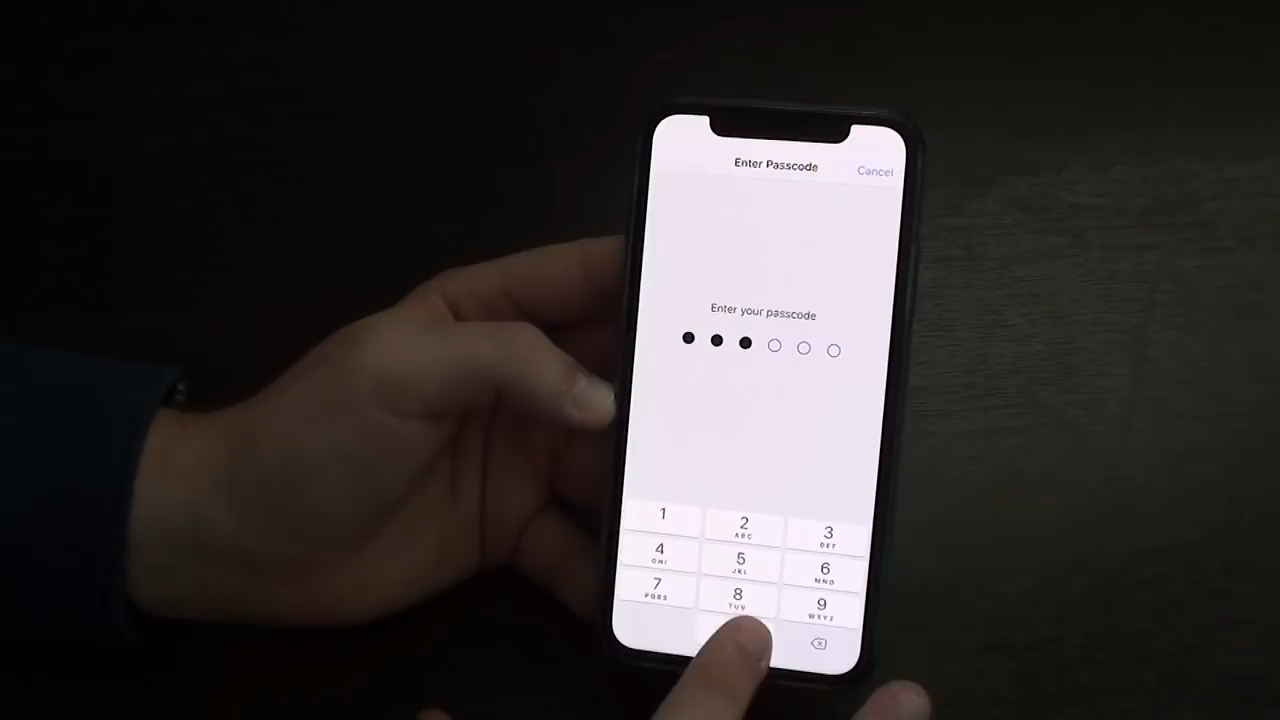 Enter Passcode
Cancel
Enter your passcode
1
2
ABC
3
DEF
4
GHI
5
JKL
6
MNO
7
PQRS
8
TUV
9
WXYZ